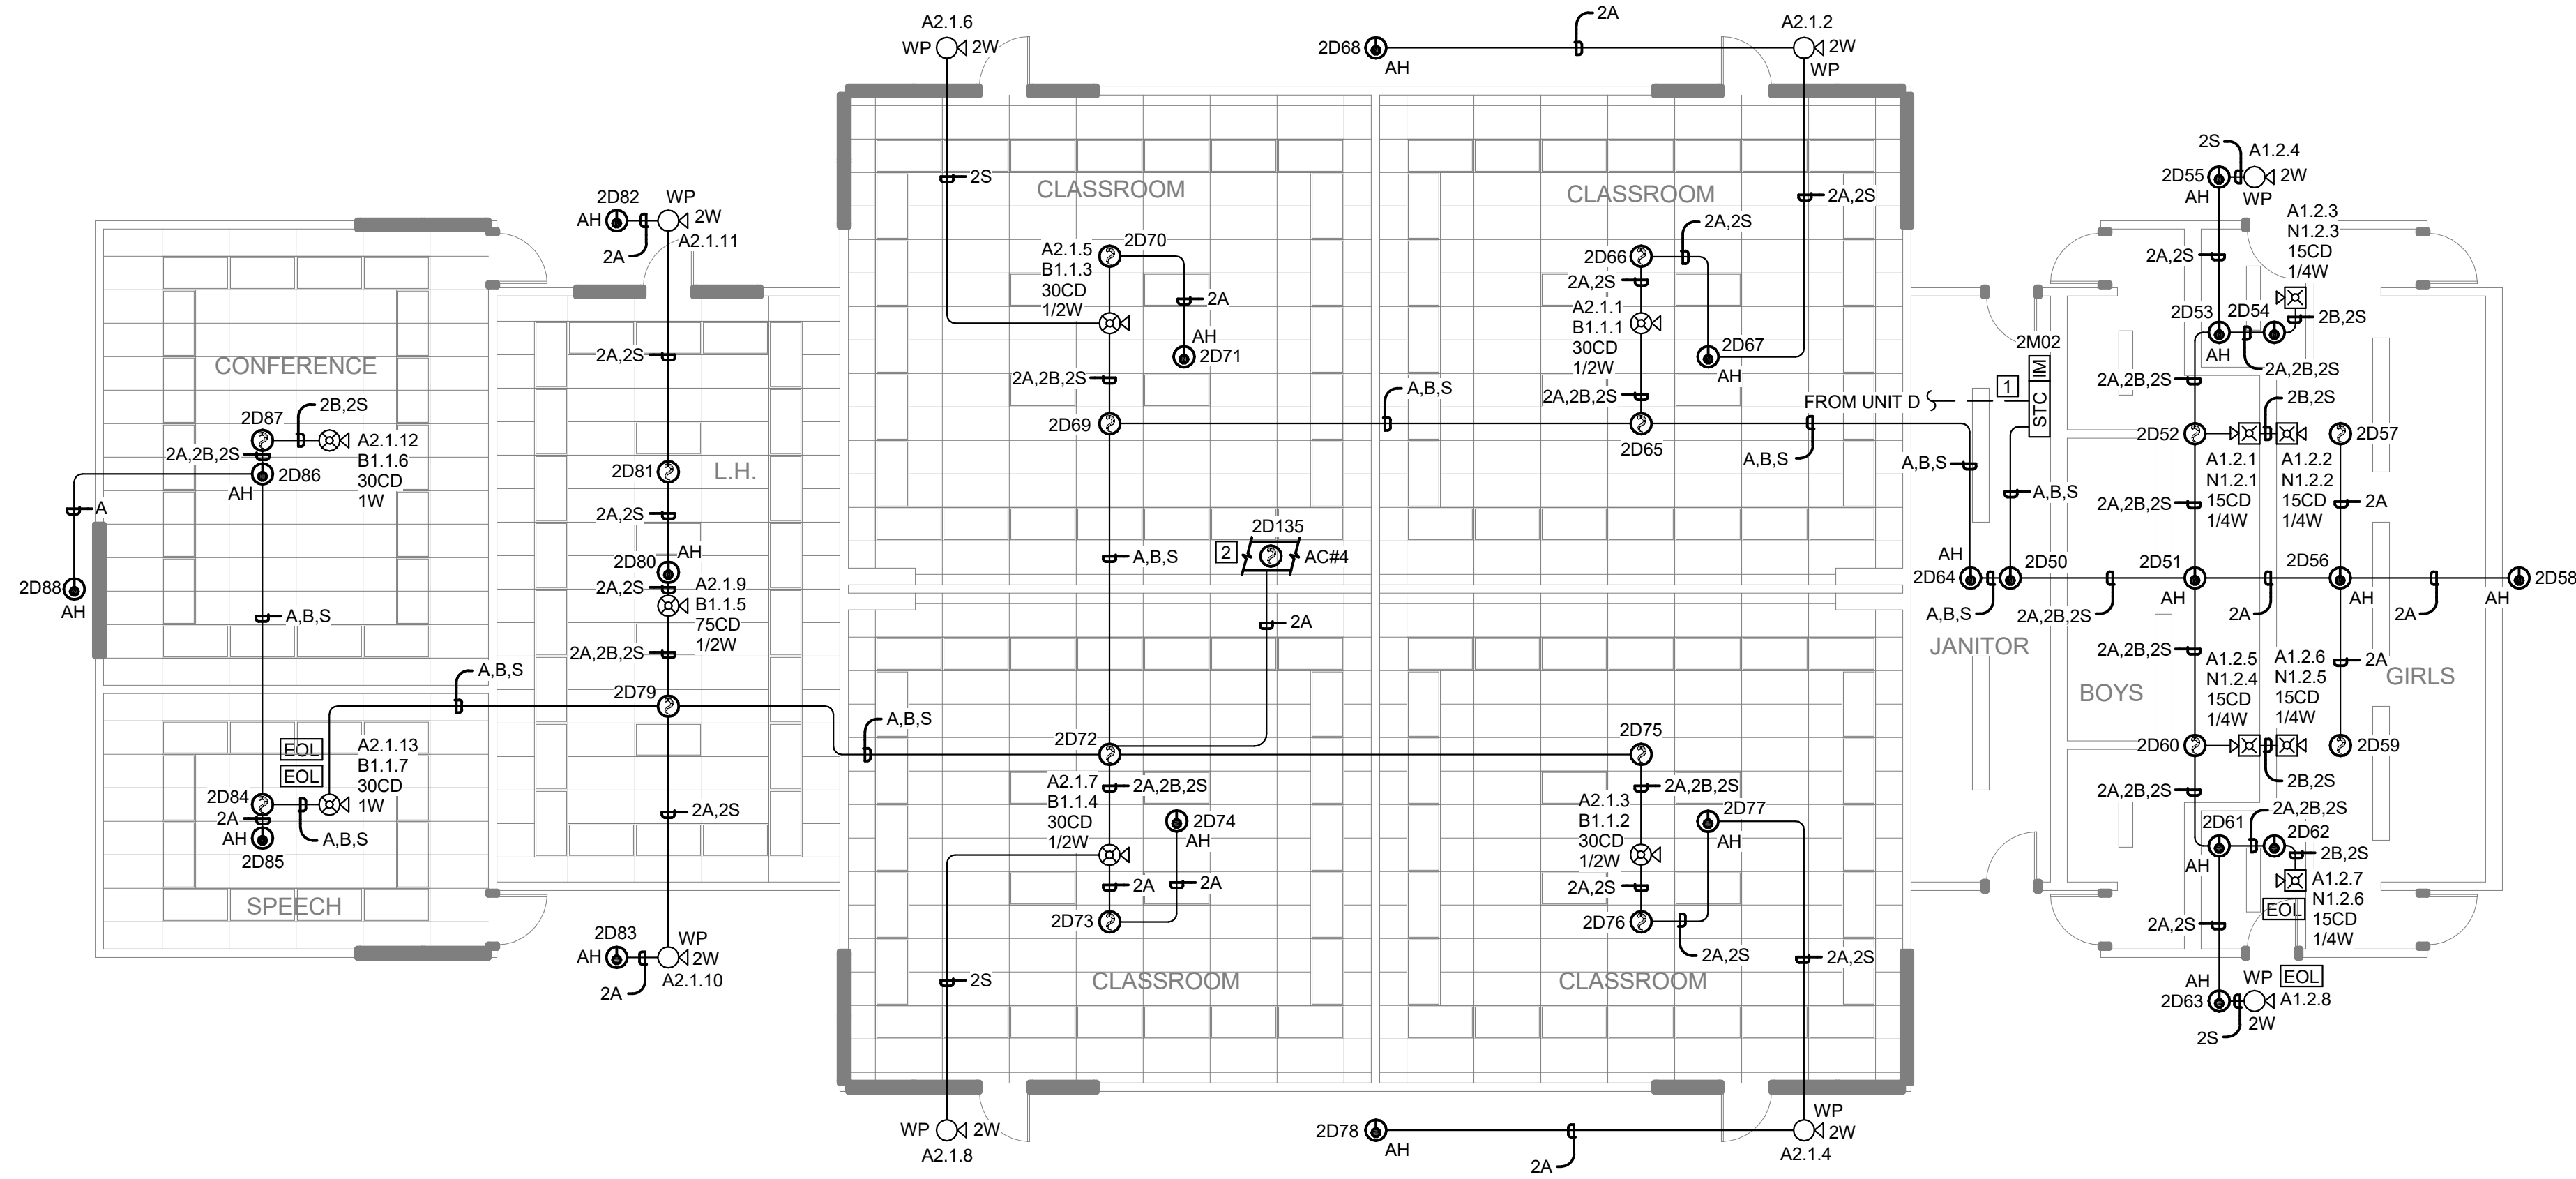 A2.1.6
WP
2W
2D68
AH
2A
A2.1.2
2W
WP
2S
A1.2.4
2D55
2W
AH
WP
2A,2S
A1.2.3
N1.2.3
15CD
1/4W
2D53
2D54
2B,2S
AH
2A,2B,2S
2D82
WP
AH
2W
2A
A2.1.11
2S
CLASSROOM
A2.1.5
B1.1.3
30CD
1/2W
2D70
2A
AH
2D71
2A,2B,2S
2D69
CLASSROOM
2A,2S
2D66
2A,2S
2A,2S
A2.1.1
B1.1.1
30CD
1/2W
2D67
AH
2A,2B,2S
A,B,S
2D65
A,B,S
FROM UNIT D
1
2M02
IM
STC
A,B,S
A,B,S
2A,2B,2S
2B,2S
2D52
2D57
A1.2.1
N1.2.1
15CD
1/4W
A1.2.2
N1.2.2
15CD
1/4W
2A,2B,2S
2A
AH
2D64
2D50
2D51
2D56
2D58
AH
AH
AH
A,B,S
2A,2B,2S
2A
2A
CONFERENCE
2D87
2B,2S
2A,2B,2S
A2.1.12
B1.1.6
30CD
1W
2D86
AH
A
2D88
AH
A,B,S
2A,2S
2D81
L.H.
2A,2S
AH
2D80
2A,2S
A2.1.9
B1.1.5
75CD
1/2W
2A,2B,2S
2D79
A,B,S
A,B,S
2D135
2
AC#4
A,B,S
2A
JANITOR
BOYS
GIRLS
2A,2B,2S
A1.2.5
N1.2.4
15CD
1/4W
A1.2.6
N1.2.5
15CD
1/4W
2A
2D60
2D59
2B,2S
2A,2B,2S
2A,2B,2S
2D61
2D62
2B,2S
AH
A1.2.7
N1.2.6
15CD
1/4W
EOL
2A,2S
AH
WP
EOL
2D63
A1.2.8
2W
2S
EOL
EOL
A2.1.13
B1.1.7
30CD
1W
2D84
2A
AH
A,B,S
2D85
SPEECH
2A,2S
2D83
WP
AH
2W
2A
A2.1.10
2D72
A2.1.7
B1.1.4
30CD
1/2W
2A,2B,2S
2D74
AH
2A
2A
2D73
2S
CLASSROOM
WP
2W
A2.1.8
2D75
2A,2B,2S
A2.1.3
B1.1.2
30CD
1/2W
2D77
AH
2A,2S
2D76
2A,2S
2A,2S
CLASSROOM
2D78
AH
2A
WP
2W
A2.1.4